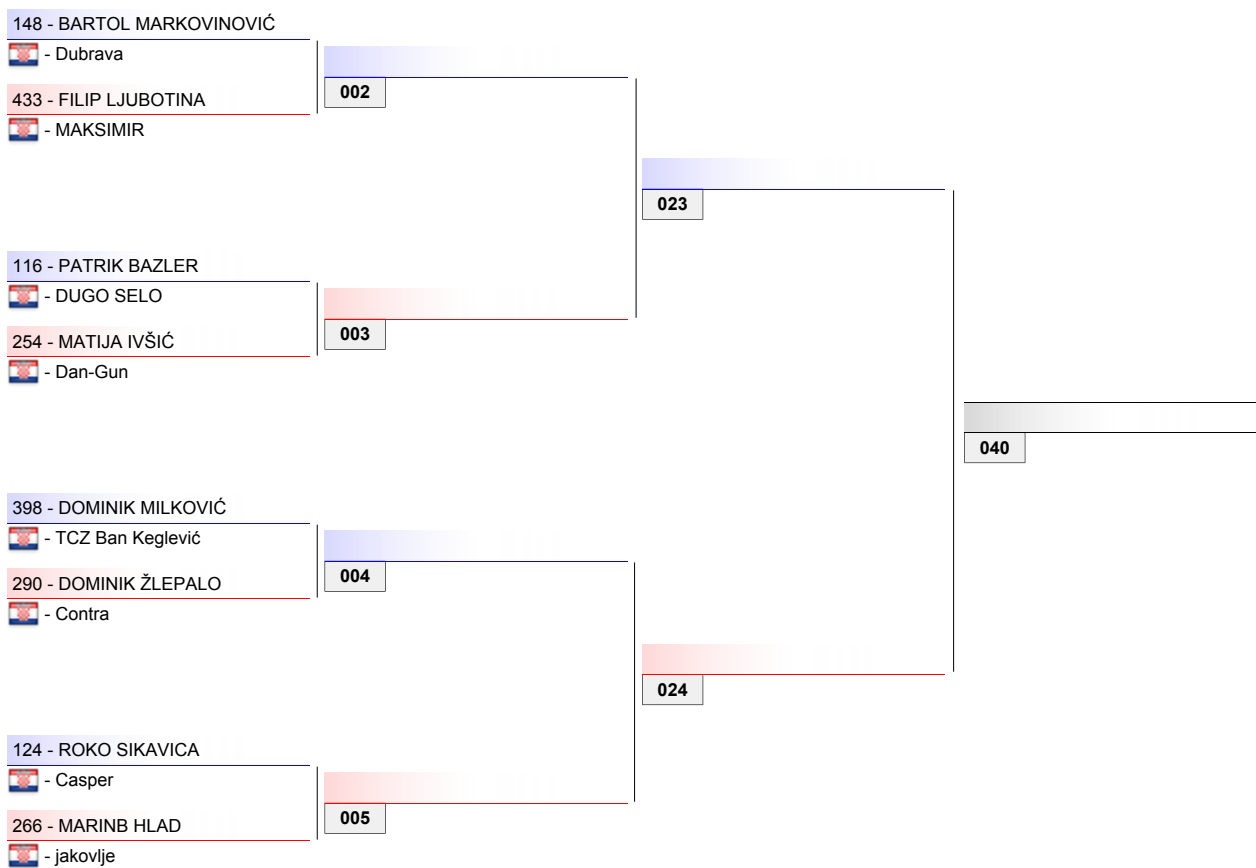 148 - BARTOL MARKOVINOVIĆ
- Dubrava
002
433 - FILIP LJUBOTINA
- MAKSIMIR
023
116 - PATRIK BAZLER
- DUGO SELO
003
254 - MATIJA IVŠIĆ
- Dan-Gun
040
398 - DOMINIK MILKOVIĆ
- TCZ Ban Keglević
004
290 - DOMINIK ŽLEPALO
- Contra
024
124 - ROKO SIKAVICA
- Casper
005
266 - MARINB HLAD
- jakovlje